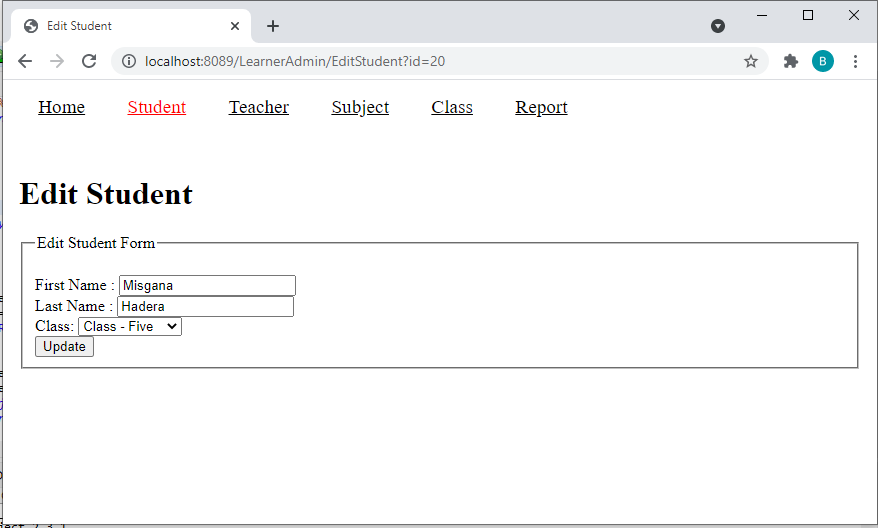 Edit Student
localhost:8089/LearnerAdmin/EditStudent?id=20
B
Home Student Teacher Subject Class Report
Edit Student
Edit Student Form
First Name : Misgana
Last Name : Hadera
Class: Class - Five
Update